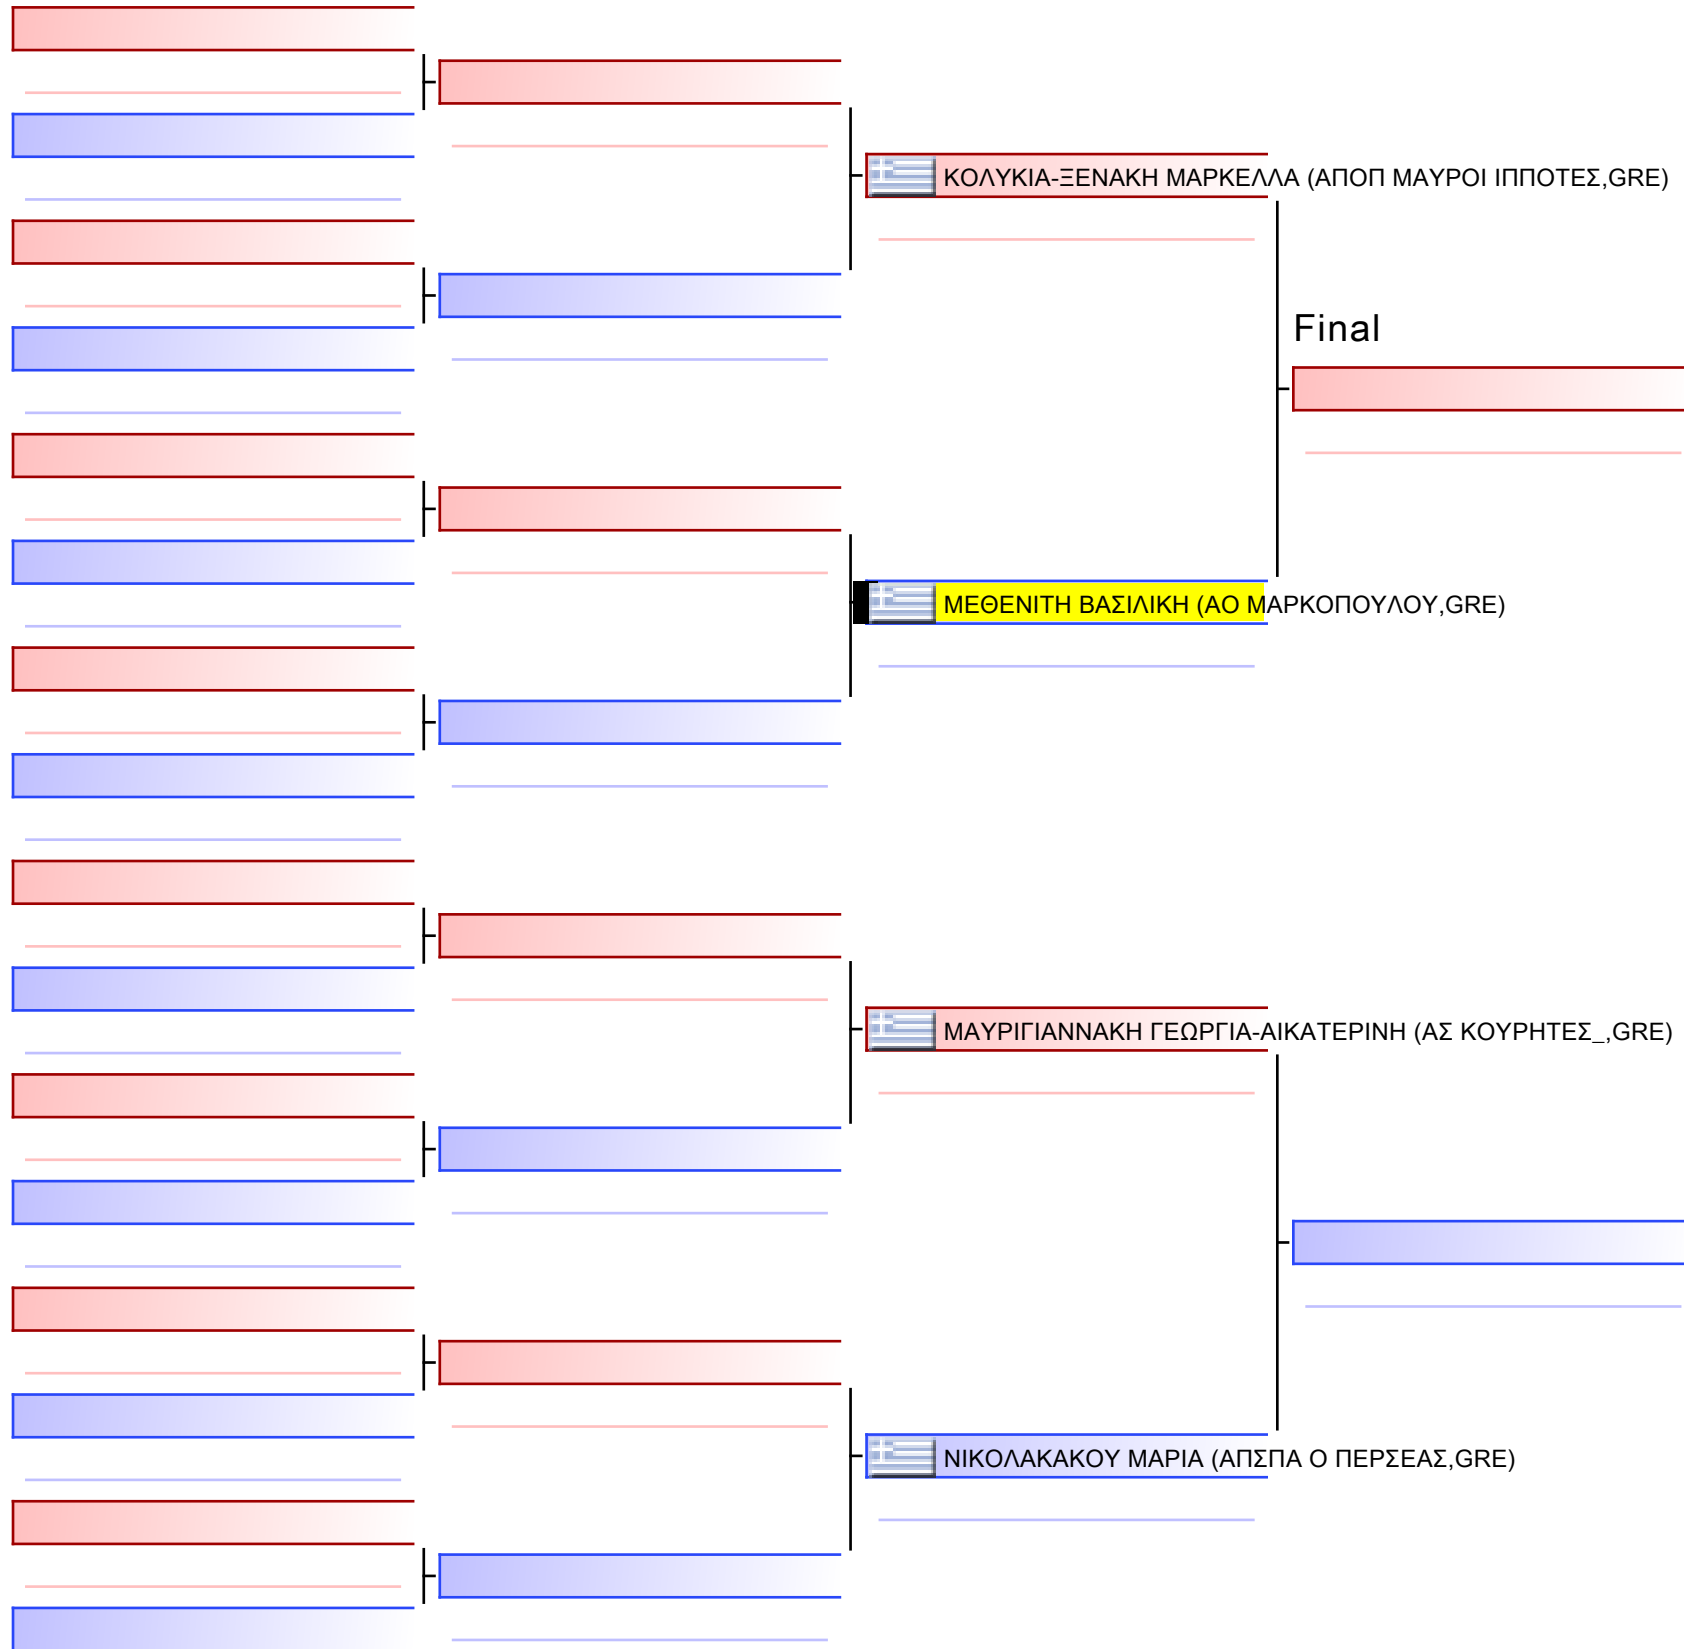 ΚΟΛΥΚΙΑ-ΞΕΝΑΚΗ ΜΑΡΚΕΛΛΑ (ΑΠΟΠ ΜΑΥΡΟΙ ΙΠΠΟΤΕΣ,GRE)
Final
ΜΕΘΕΝΙΤΗ ΒΑΣΙΛΙΚΗ (ΑΟ ΜΑΡΚΟΠΟΥΛΟΥ,GRE)
ΜΑΥΡΙΓΙΑΝΝΑΚΗ ΓΕΩΡΓΙΑ-ΑΙΚΑΤΕΡΙΝΗ (ΑΣ ΚΟΥΡΗΤΕΣ_,GRE)
ΝΙΚΟΛΑΚΑΚΟΥ ΜΑΡΙΑ (ΑΠΣΠΑ Ο ΠΕΡΣΕΑΣ,GRE)